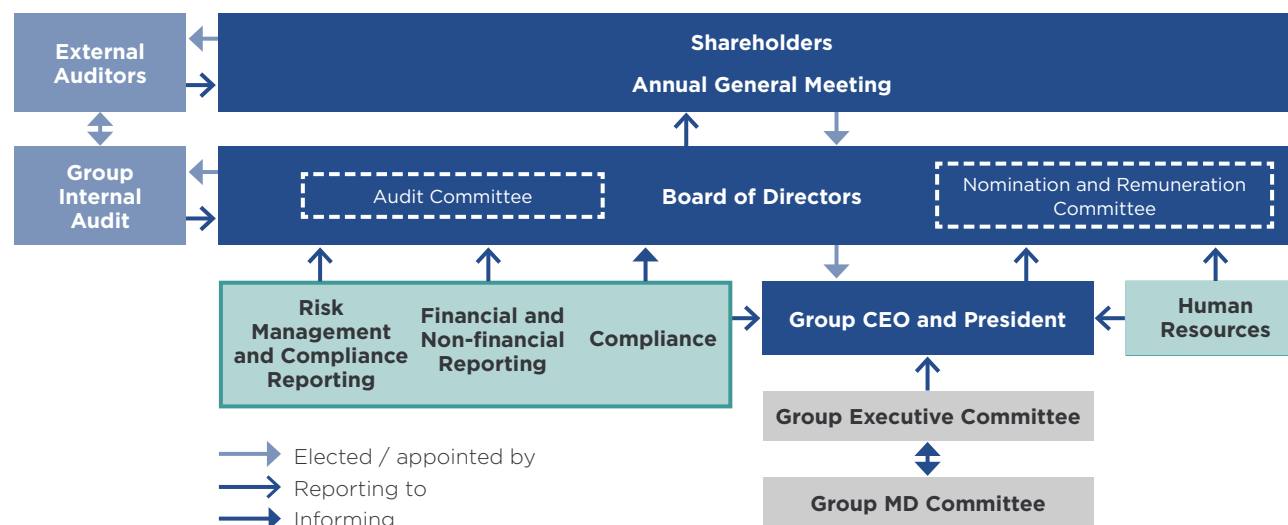 External
Auditors
Shareholders
Annual General Meeting
Group
Internal
Audit
Audit Committee
Board of Directors
Nomination and Remuneration
Committee
Risk
Management
and Compliance
Reporting
Financial and
Non-financial
Reporting
Compliance
Group CEO and President
Human
Resources
Group Executive Committee
Group MD Committee
Elected / appointed by
Reporting to
Informing